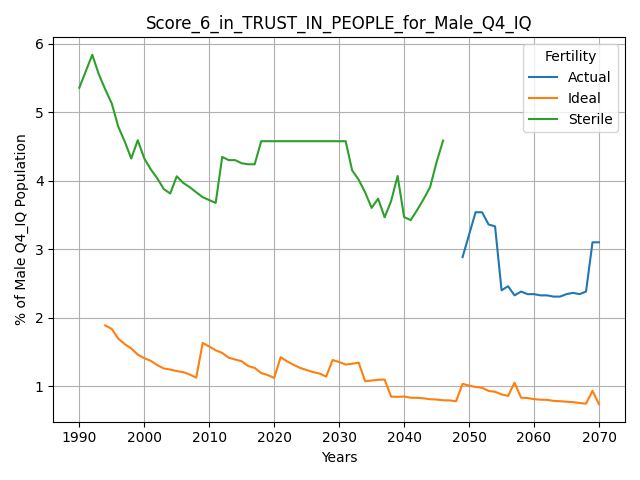 Score_6_in_TRUST_IN_PEOPLE_for_Male_Q4_IQ
% of Male Q4_IQ Population
6
5
4
3
2
1
Fertility
Actual
Ideal
Sterile
1990 2000 2010 2020 2030 2040 2050 2060 2070
Years